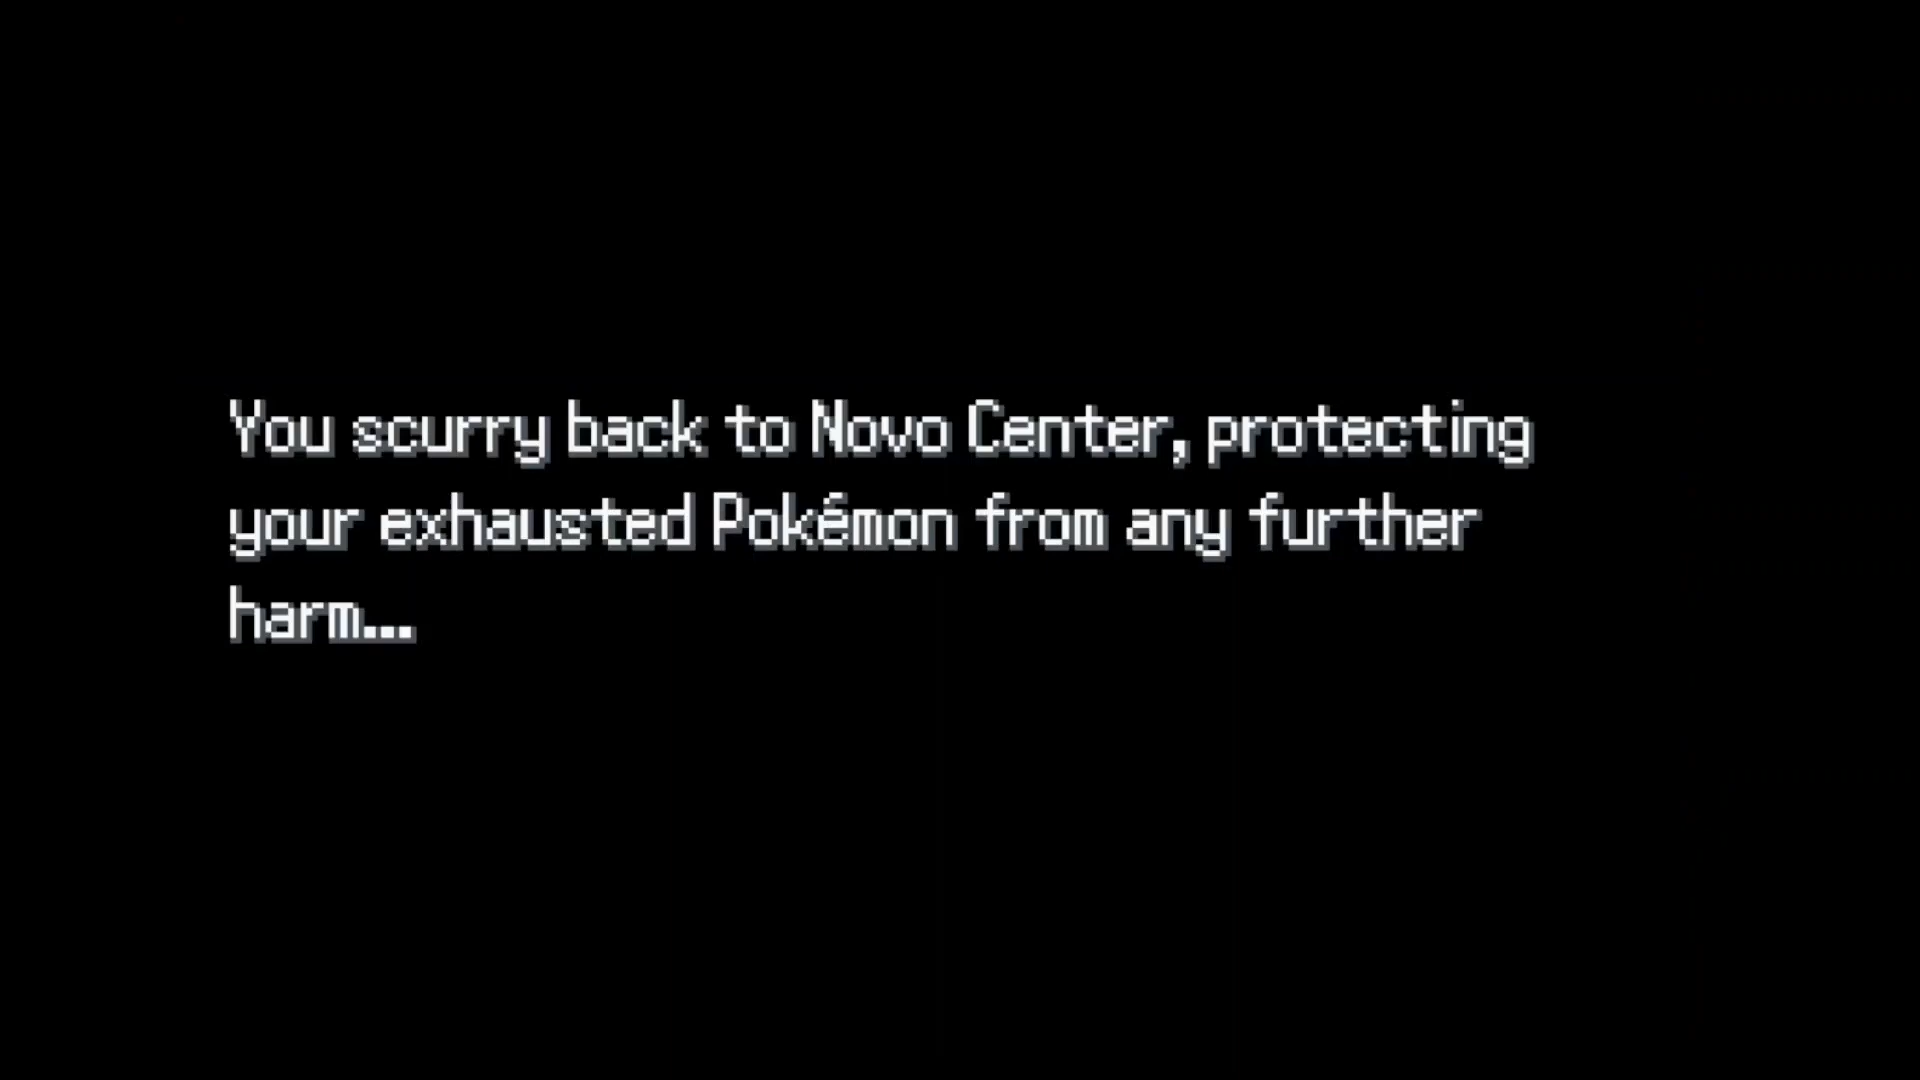 You scurry back to Novo Center, protecting
your exhausted Pokémon from any further
harm...